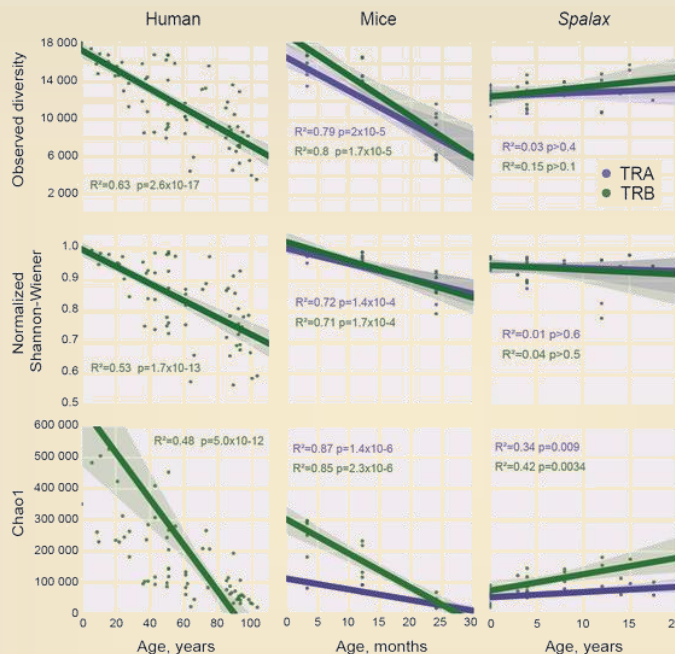 Human Mice Spalax
Observed diversity
18 000
14 000
10 000
6 000
2 000
R²=0.63 p=2.6x10-17
R²=0.79 p=2x10-5
R²=0.8 p=1.7x10-5
R²=0.03 p>0.4
R²=0.15 p>0.1
TRA
TRB
Normalized
Shannon-Wiener
1.0
0.9
0.8
0.7
0.6
0.5
R²=0.53 p=1.7x10-13
R²=0.72 p=1.4x10-4
R²=0.71 p=1.7x10-4
R²=0.01 p>0.6
R²=0.04 p>0.5
Chao1
600 000
500 000
400 000
300 000
200 000
100 000
0
R²=0.48 p=5.0x10-12
R²=0.87 p=1.4x10-6
R²=0.85 p=2.3x10-6
R²=0.34 p=0.009
R²=0.42 p=0.0034
0 20 40 60 80 100 0 5 10 15 20 25 30 0 5 10 15 20
Age, years Age, months Age, years